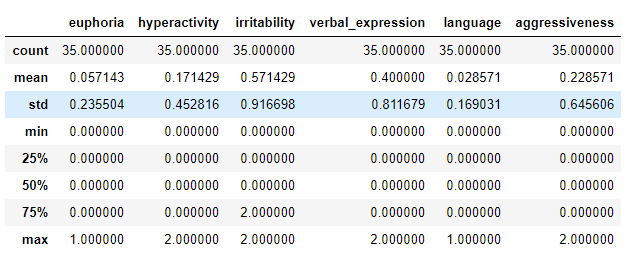 euphoria hyperactivity irritability verbal_expression language aggressiveness
count 35.000000 35.000000 35.000000 35.000000 35.000000 35.000000
mean 0.057143 0.171429 0.571429 0.400000 0.028571 0.228571
std 0.235504 0.452816 0.916698 0.811679 0.169031 0.645606
min 0.000000 0.000000 0.000000 0.000000 0.000000 0.000000
25% 0.000000 0.000000 0.000000 0.000000 0.000000 0.000000
50% 0.000000 0.000000 0.000000 0.000000 0.000000 0.000000
75% 0.000000 0.000000 2.000000 0.000000 0.000000 0.000000
max 1.000000 2.000000 2.000000 2.000000 1.000000 2.000000